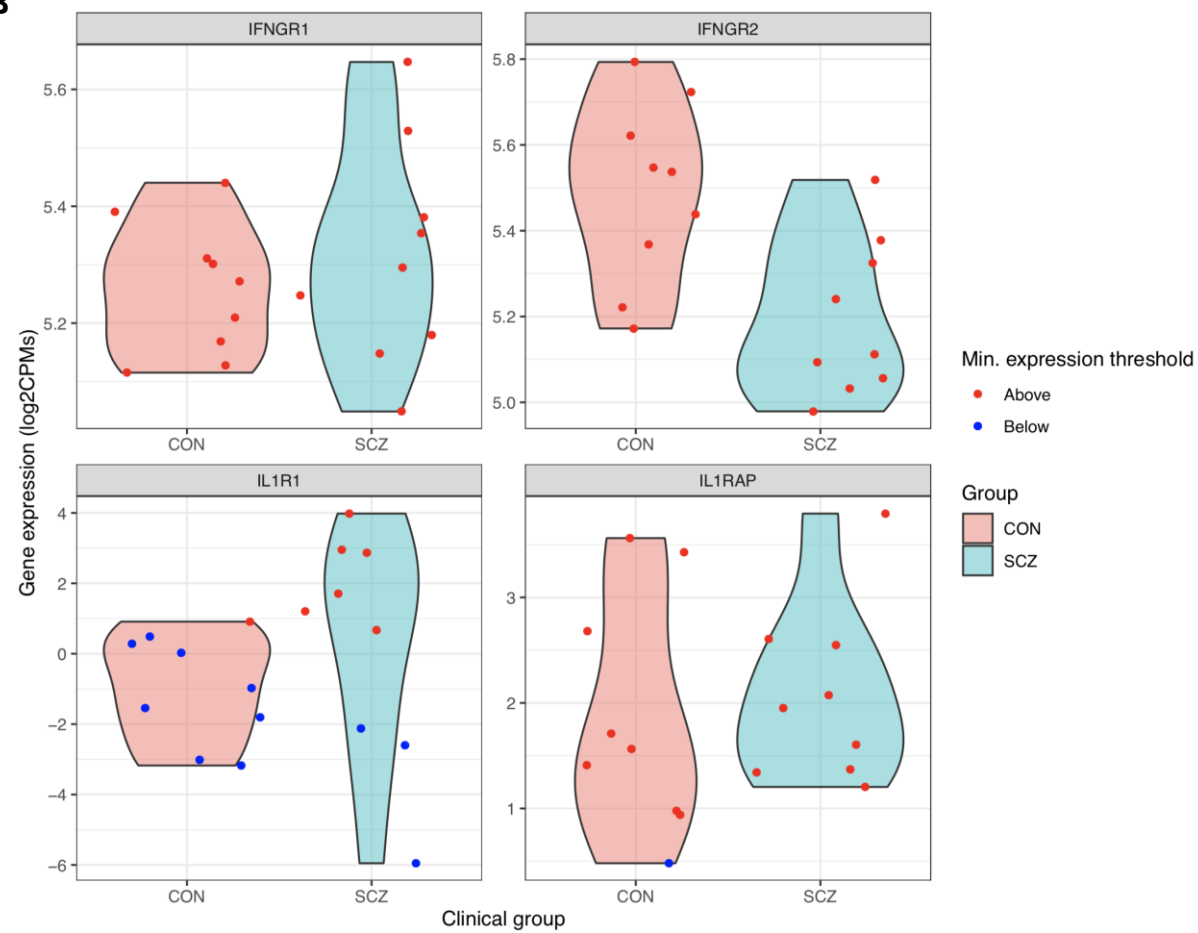 B
IFNGR1
IFNGR2
5.6
5.4
5.2
5.8
5.6
5.4
5.2
5.0
CON
SCZ
CON
SCZ
IL1R1
IL1RAP
4
2
0
−2
−4
−6
3
2
1
CON
SCZ
CON
SCZ
Gene expression (log2CPMs)
Clinical group
Min. expression threshold
Above
Below
Group
CON
SCZ